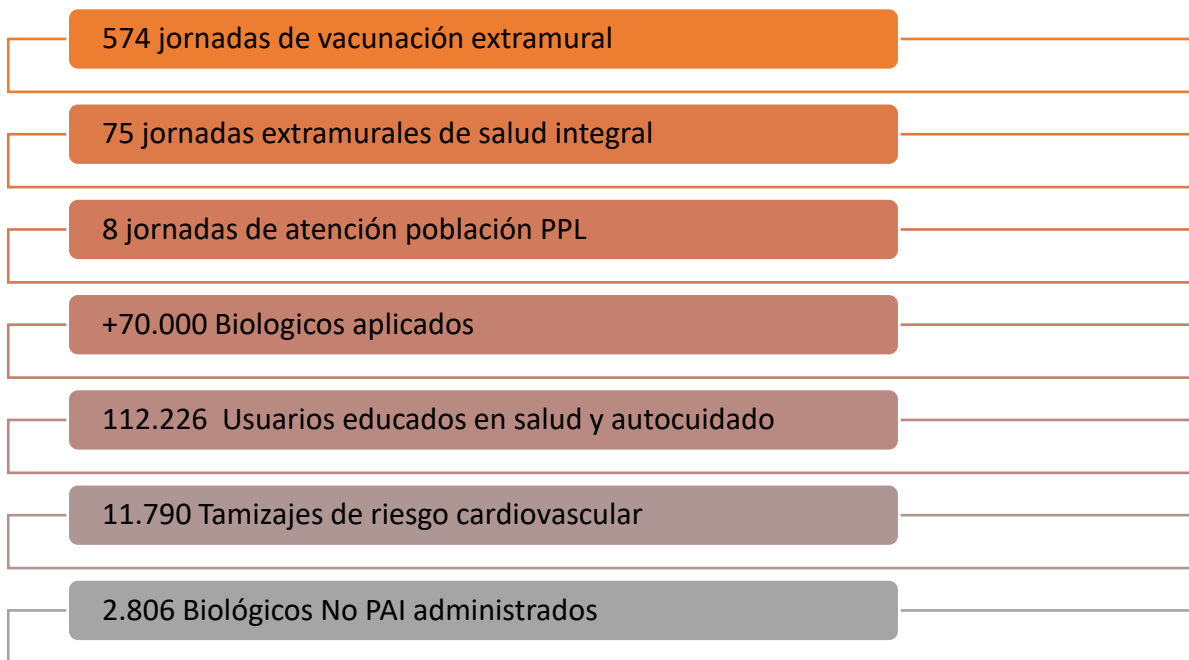 574 jornadas de vacunación extramural
75 jornadas extramurales de salud integral
8 jornadas de atención población PPL
+70.000 Biologicos aplicados
112.226  Usuarios educados en salud y autocuidado
11.790 Tamizajes de riesgo cardiovascular
2.806 Biológicos No PAI administrados